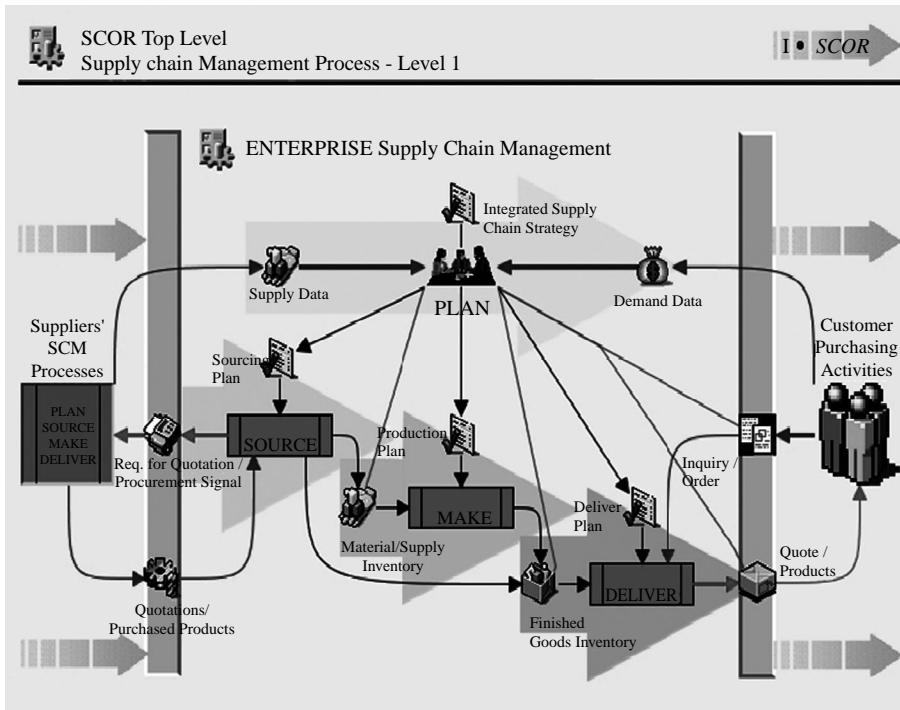 SCOR Top Level
Supply chain Management Process - Level 1
I • SCOR
ENTERPRISE Supply Chain Management
Integrated Supply
Chain Strategy
Supply Data
PLAN
Demand Data
Suppliers'
SCM
Processes
PLAN
SOURCE
MAKE
DELIVER
Customer
Purchasing
Activities
Sourcing
Plan
SOURCE
Production
Plan
Req. for Quotation /
Procurement Signal
Inquiry /
Order
MAKE
Deliver
Plan
Material/Supply
Inventory
Quote /
Products
DELIVER
Quotations/
Purchased Products
Finished
Goods Inventory